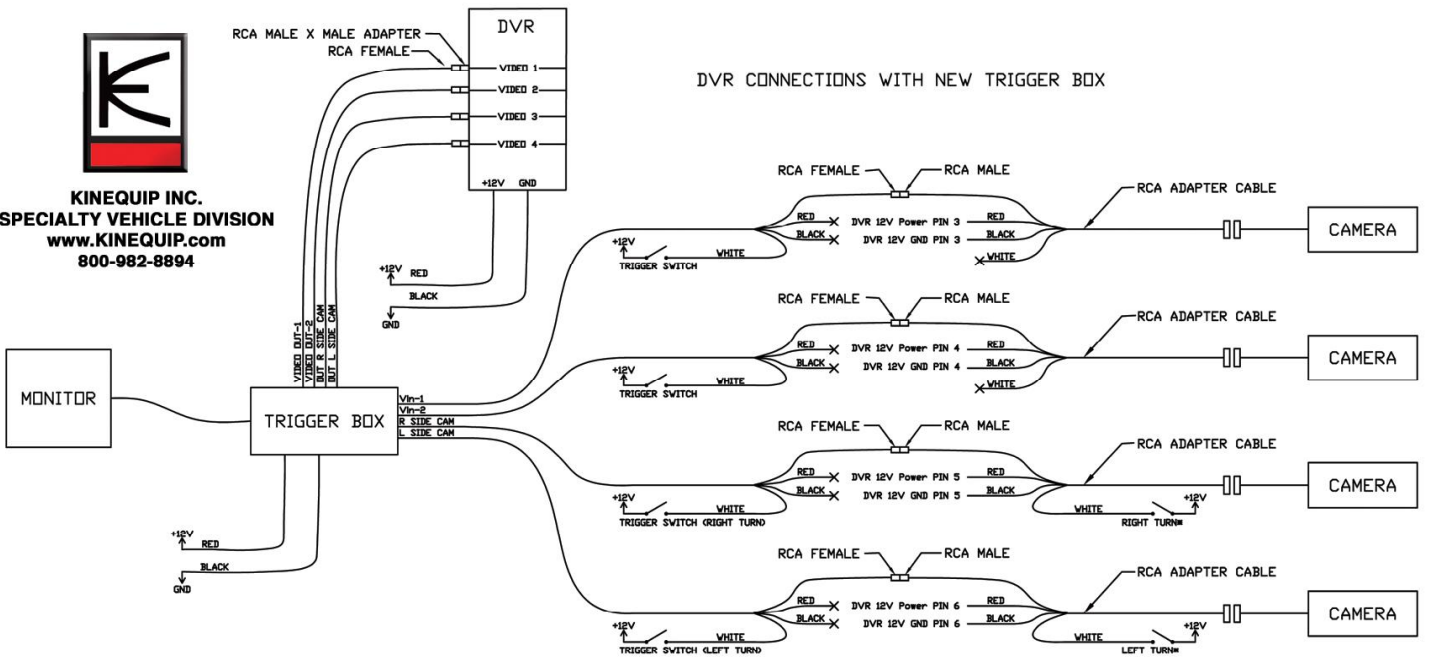 KINEQUIP INC.
SPECIALTY VEHICLE DIVISION
www.KINEQUIP.com
800-982-8894
DVR CONNECTIONS WITH NEW TRIGGER BOX
RCA MALE X MALE ADAPTER
RCA FEMALE
DVR
VIDEO 1
VIDEO 2
VIDEO 3
VIDEO 4
+12V GND
+12V
RED
BLACK
GND
VIDEO OUT-1
VIDEO OUT-2
OUT R SIDE CAM
OUT L SIDE CAM
MONITOR
TRIGGER BOX
Vin-1
Vin-2
R SIDE CAM
L SIDE CAM
+12V
RED
BLACK
GND
RCA FEMALE
RCA MALE
RCA ADAPTER CABLE
RED
DVR 12V Power PIN 3
RED
BLACK
DVR 12V GND PIN 3
BLACK
+12V
WHITE
WHITE
TRIGGER SWITCH
CAMERA
RCA FEMALE
RCA MALE
RCA ADAPTER CABLE
RED
DVR 12V Power PIN 4
RED
BLACK
DVR 12V GND PIN 4
BLACK
+12V
WHITE
WHITE
TRIGGER SWITCH
CAMERA
RCA FEMALE
RCA MALE
RCA ADAPTER CABLE
RED
DVR 12V Power PIN 5
RED
BLACK
DVR 12V GND PIN 5
BLACK
+12V
WHITE
WHITE
+12V
TRIGGER SWITCH (RIGHT TURN)
RIGHT TURN*
CAMERA
RCA FEMALE
RCA MALE
RCA ADAPTER CABLE
RED
DVR 12V Power PIN 6
RED
BLACK
DVR 12V GND PIN 6
BLACK
+12V
WHITE
WHITE
+12V
TRIGGER SWITCH (LEFT TURN)
LEFT TURN*
CAMERA